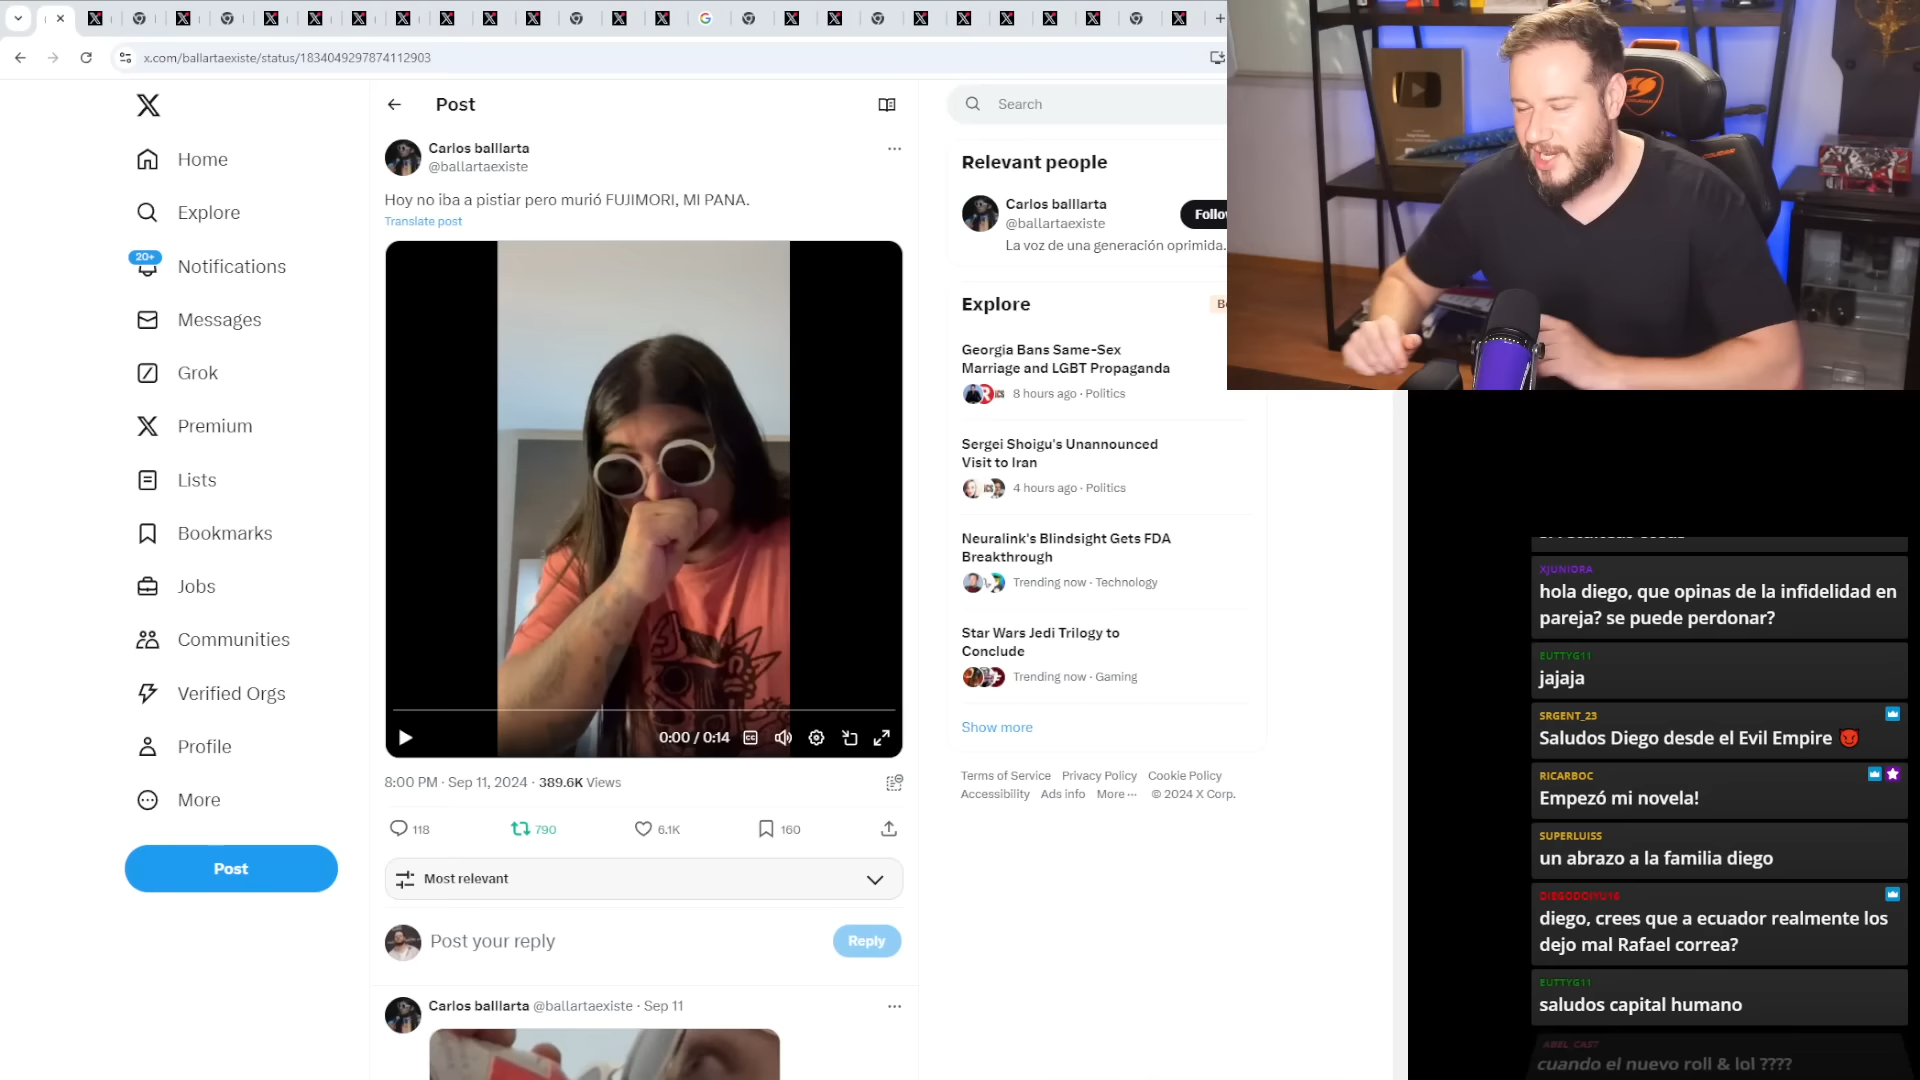 x.com/ballartaexiste/status/1834049297874112903
Post
Search
Carlos balllarta
@ballartaexiste
Hoy no iba a pistiar pero murió FUJIMORI, MI PANA.
Translate post
0:00 / 0:14
8:00 PM · Sep 11, 2024 · 389.6K Views
118
790
6.1K
160
Most relevant
Post your reply
Reply
Carlos balllarta @ballartaexiste · Sep 11
Home
Explore
20+
Notifications
Messages
Grok
Premium
Lists
Bookmarks
Jobs
Communities
Verified Orgs
Profile
More
Post
Relevant people
Carlos balllarta
@ballartaexiste
La voz de una generación oprimida.
Explore
Georgia Bans Same-Sex
Marriage and LGBT Propaganda
8 hours ago · Politics
Sergei Shoigu's Unannounced
Visit to Iran
4 hours ago · Politics
Neuralink's Blindsight Gets FDA
Breakthrough
Trending now · Technology
Star Wars Jedi Trilogy to
Conclude
Trending now · Gaming
Show more
Terms of Service Privacy Policy Cookie Policy
Accessibility Ads info More ··· © 2024 X Corp.
XJUNIORA
hola diego, que opinas de la infidelidad en
pareja? se puede perdonar?
EUTTYG11
jajaja
SRGENT_23
Saludos Diego desde el Evil Empire 😈
RICARBOC
Empezó mi novela!
SUPERLUISS
un abrazo a la familia diego
diego, crees que a ecuador realmente los
dejo mal Rafael correa?
EUTTYG11
saludos capital humano
ABEL_CAST
cuando el nuevo roll & lol ????